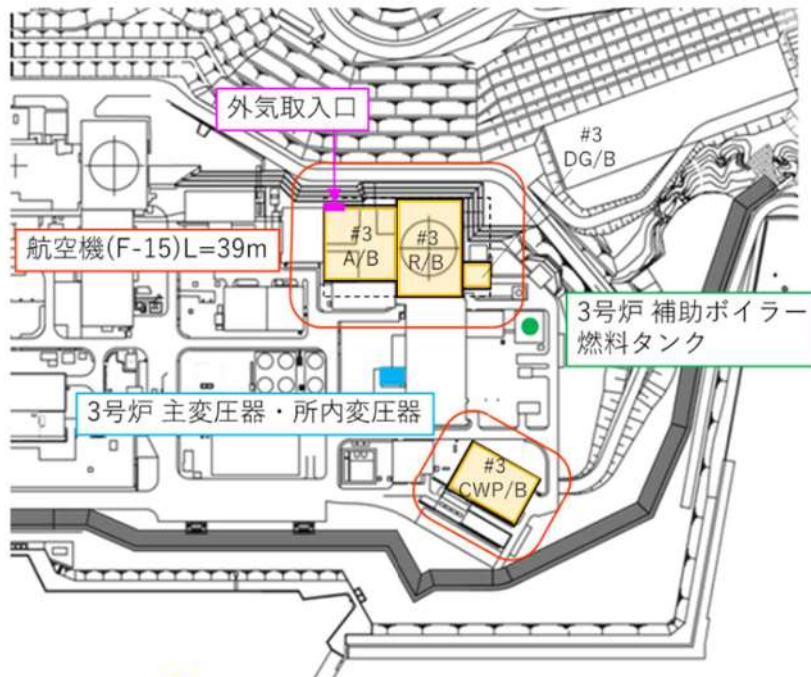 外気取入口
#3
DG/B
#3
A/B
#3
R/B
航空機(F-15)L=39m
3号炉 補助ボイラー
燃料タンク
3号炉 主変圧器・所内変圧器
#3
CWP/B